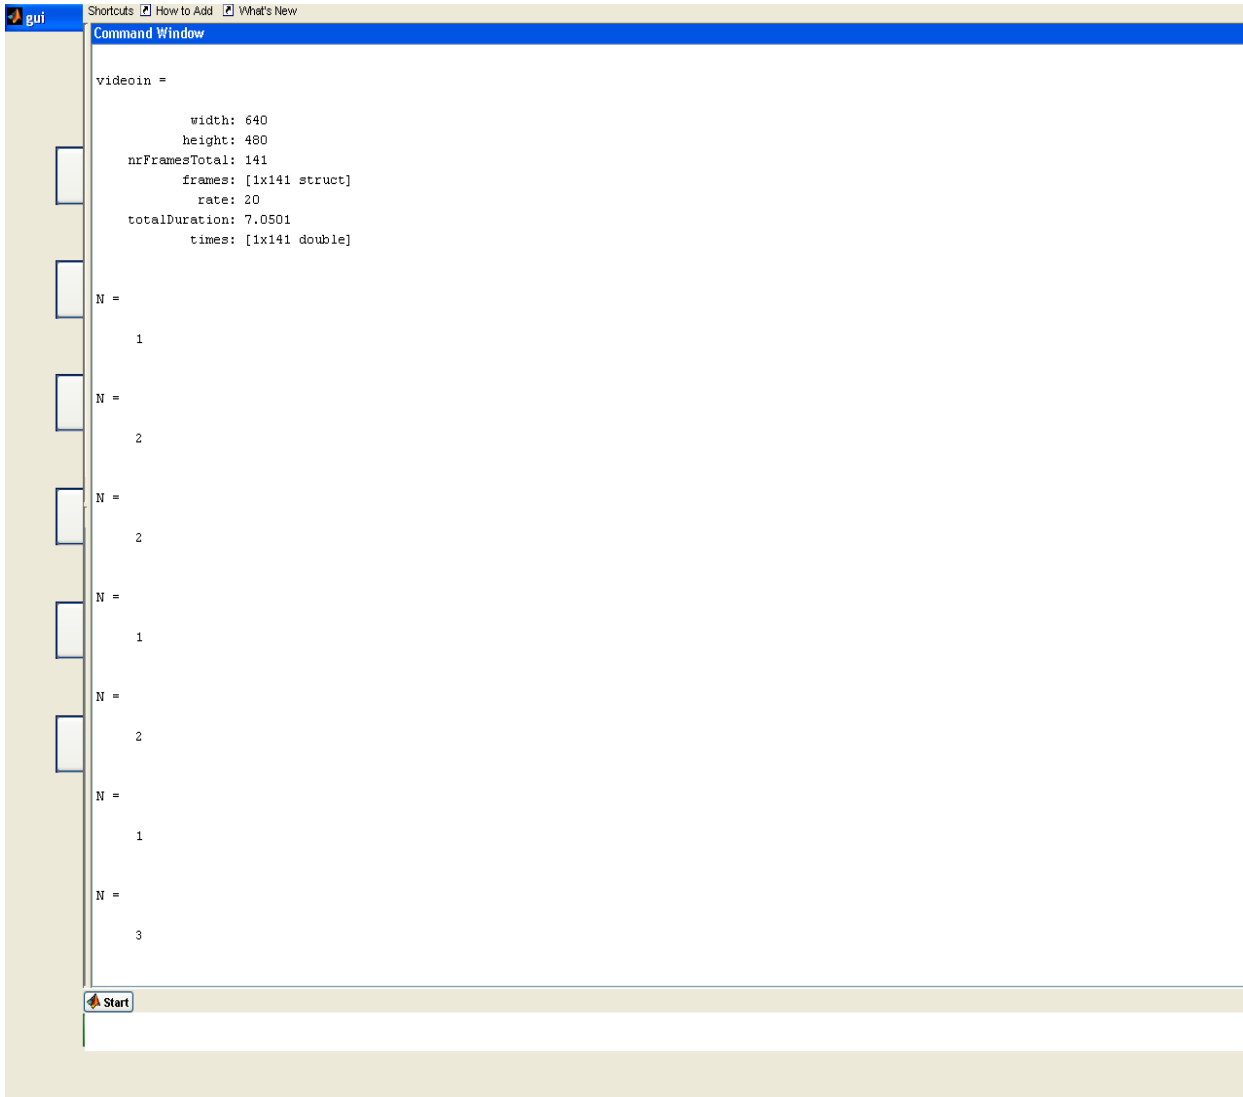 gui
Shortcuts How to Add What's New
Command Window
videoin =
width: 640
height: 480
nrFramesTotal: 141
frames: [1x141 struct]
rate: 20
totalDuration: 7.0501
times: [1x141 double]
N =
1
N =
2
N =
2
N =
1
N =
2
N =
1
N =
3
Start